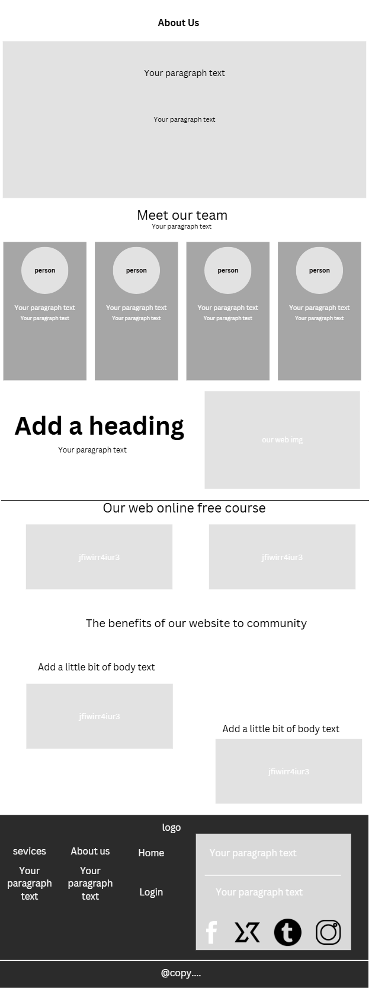 About Us
Your paragraph text
Your paragraph text
Meet our team
Your paragraph text
person
person
person
person
Your paragraph text
Your paragraph text
Your paragraph text
Your paragraph text
Your paragraph text
Your paragraph text
Your paragraph text
Your paragraph text
Add a heading
Your paragraph text
our web img
Our web online free course
jfiwirr4iur3
jfiwirr4iur3
The benefits of our website to community
Add a little bit of body text
jfiwirr4iur3
Add a little bit of body text
jfiwirr4iur3
logo
sevices
Your
paragraph
text
About us
Your
paragraph
text
Home
Login
Your paragraph text
Your paragraph text
@copy....